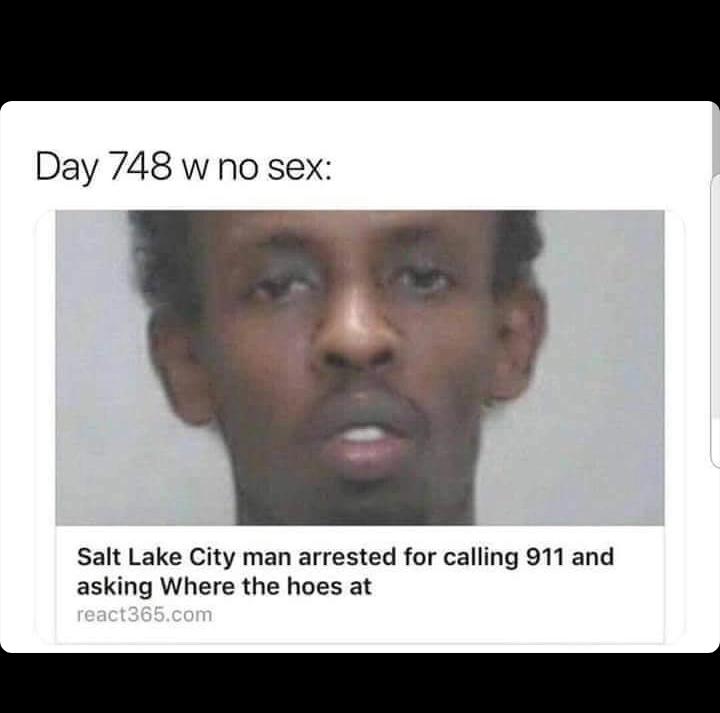 Day 748 w no sex:
Salt Lake City man arrested for calling 911 and
asking Where the hoes at
react365.com